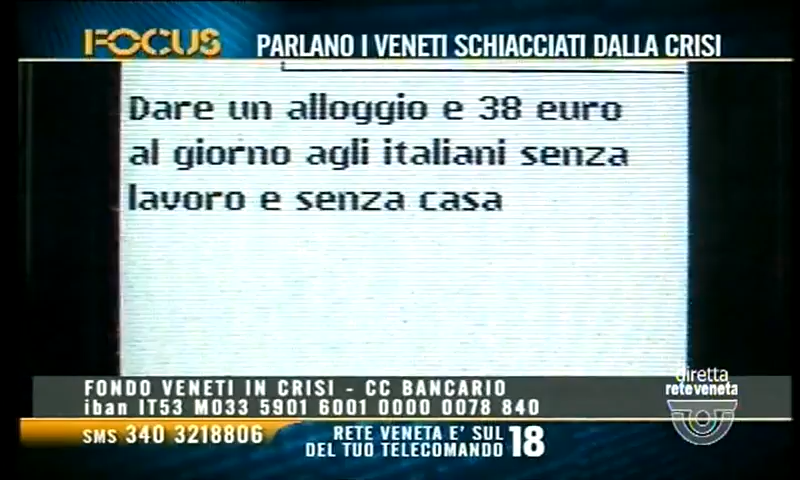 FOCUS PARLANO I VENETI SCHIACCIATI DALLA CRISI
Dare un alloggio e 38 euro
al giorno agli italiani senza
lavoro e senza casa
diretta
reteveneta
FONDO VENETI IN CRISI - CC BANCARIO
iban IT53 M033 5901 6001 0000 0078 840
SMS 340 3218806
RETE VENETA E' SUL
DEL TUO TELECOMANDO 18